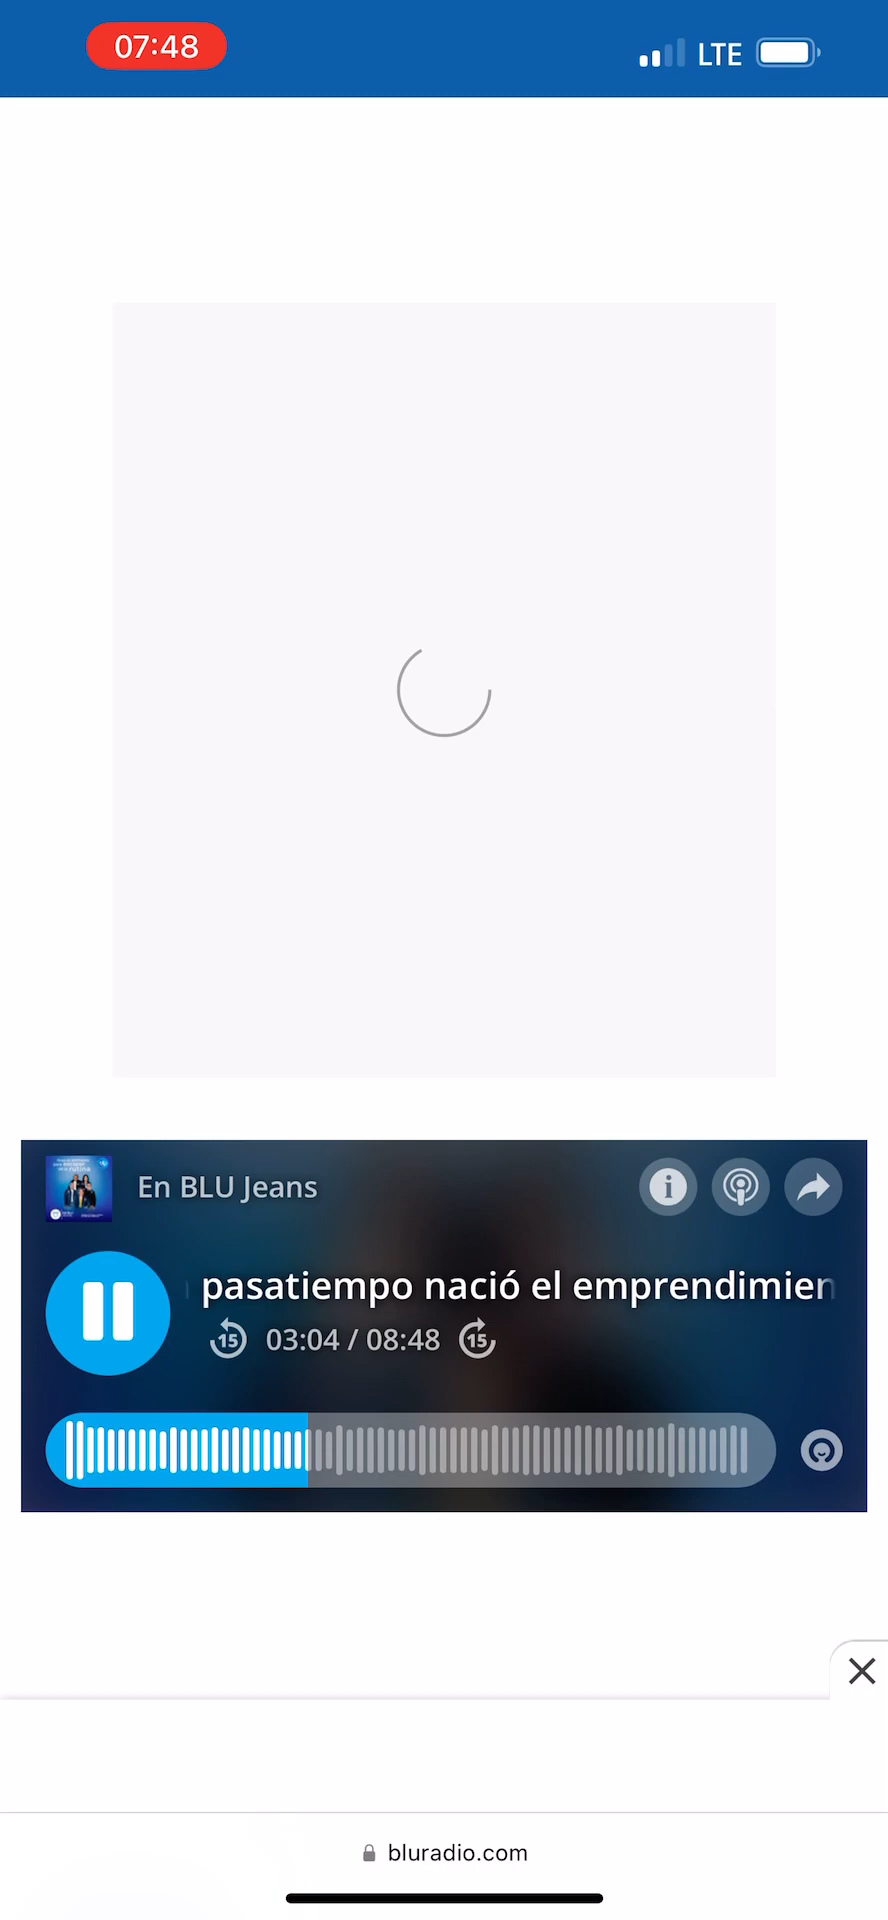 07:48
LTE
En BLU Jeans
pasatiempo nació el emprendimien
15 03:04 / 08:48 15
bluradio.com